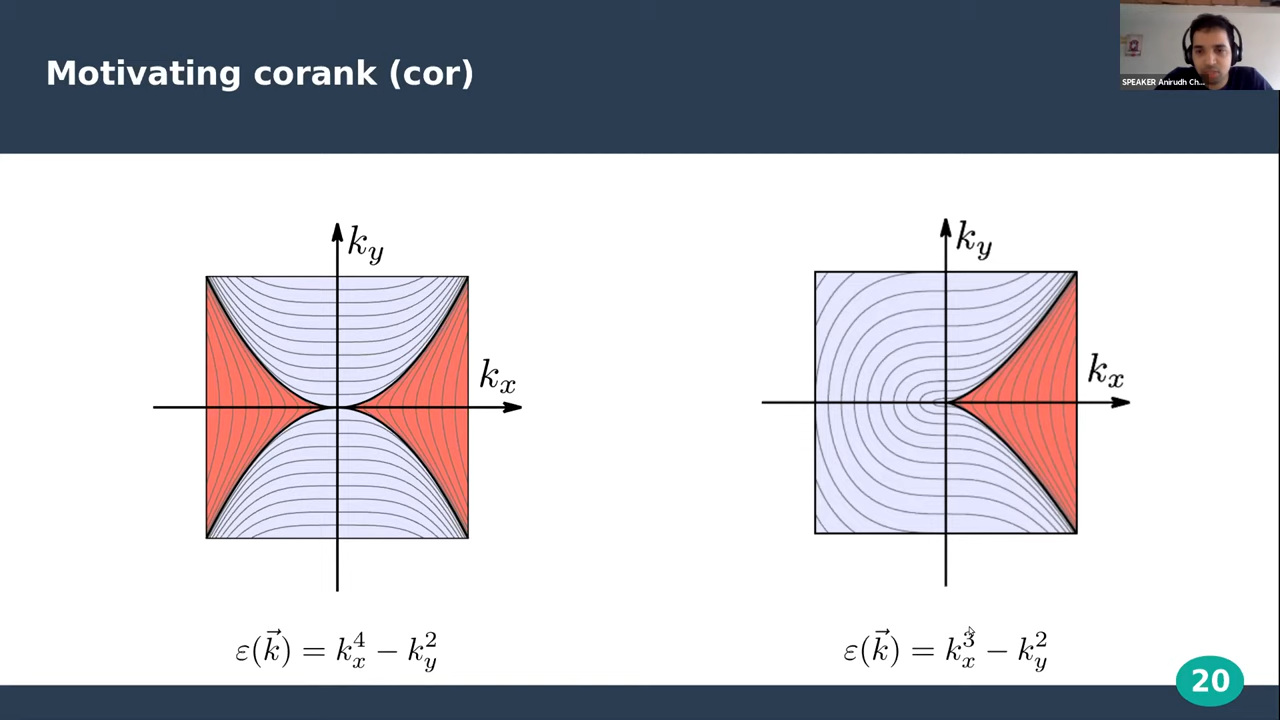 Motivating corank (cor)
SPEAKER Anirudh Ch...
k_y
k_x
k_y
k_x
ε(k⃗) = k_x^4 − k_y^2
ε(k⃗) = k_x^3 − k_y^2
20